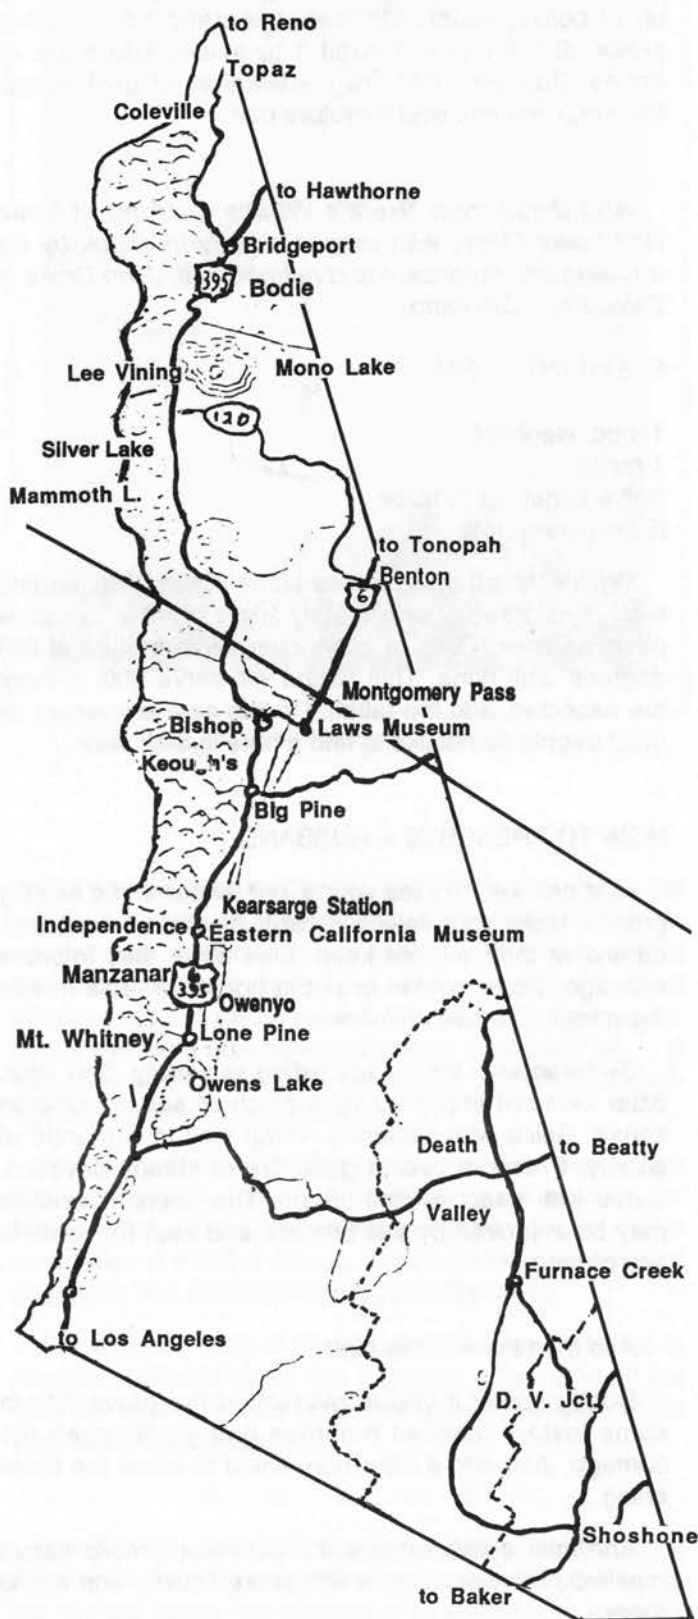 to Reno
Topaz
Coleville
to Hawthorne
Bridgeport
395
Bodie
Lee Vining
Mono Lake
120
Silver Lake
Mammoth L.
to Tonopah
Benton
6
Montgomery Pass
Bishop
Laws Museum
Keough's
Big Pine
Kearsarge Station
Independence
Eastern California Museum
Manzanar
6
395
Owenyo
Mt. Whitney
Lone Pine
Owens Lake
Death
Valley
to Beatty
Furnace Creek
to Los Angeles
D. V. Jct.
Shoshone
to Baker